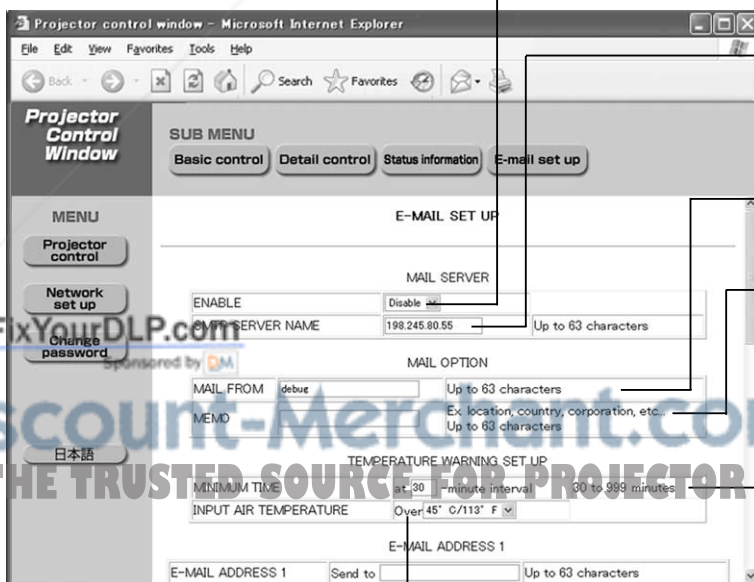 Projector control window - Microsoft Internet Explorer
File Edit View Favorites Tools Help
Back Search Favorites
Projector Control Window
SUB MENU
Basic control Detail control Status information E-mail set up
MENU
Projector control
Network set up
Change password
日本語
E-MAIL SET UP
MAIL SERVER
ENABLE Disable
SMTP SERVER NAME 198.245.80.55 Up to 63 characters
FixYourDLP.com
Sponsored by DM
MAIL OPTION
MAIL FROM debug Up to 63 characters
MEMO Ex. location, country, corporation, etc...
Up to 63 characters
scount-Merchant.co
THE TRUSTED SOURCE FOR PROJECTOR
TEMPERATURE WARNING SET UP
MINIMUM TIME at 30 -minute interval 30 to 999 minutes
INPUT AIR TEMPERATURE Over 45° C/113° F
E-MAIL ADDRESS 1
E-MAIL ADDRESS 1 Send to Up to 63 characters